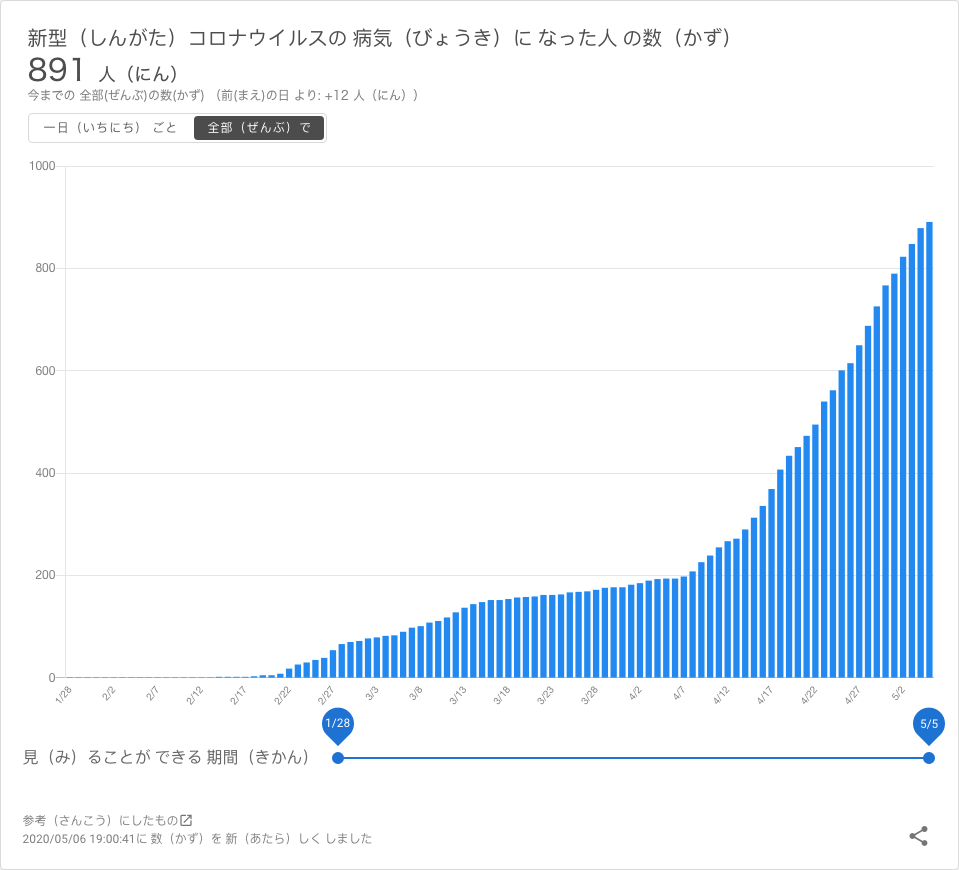 新型（しんがた）コロナウイルスの 病気（びょうき）に なった人 の数（かず）
891 人（にん）
今までの 全部(ぜんぶ)の数(かず) （前(まえ)の日 より: +12 人（にん））
一日（いちにち） ごと 全部（ぜんぶ）で
1000
800
600
400
200
0
1/28 2/2 2/7 2/12 2/17 2/22 2/27 3/3 3/8 3/13 3/18 3/23 3/28 4/2 4/7 4/12 4/17 4/22 4/27 5/2
1/28 5/5
見（み）ることが できる 期間（きかん）
参考（さんこう）にしたもの
2020/05/06 19:00:41に 数（かず）を 新（あたら）しく しました